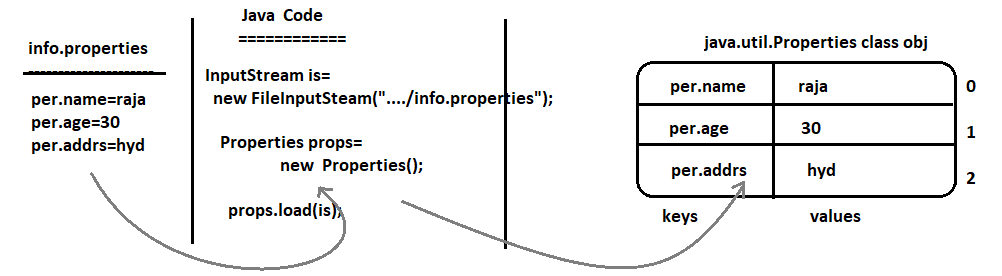 info.properties
--------------------
per.name=raja
per.age=30
per.addrs=hyd
Java Code
============
InputStream is=
new FileInputSteam("..../info.properties");
Properties props=
new Properties();
props.load(is);
java.util.Properties class obj
per.name raja 0
per.age 30 1
per.addrs hyd 2
keys values